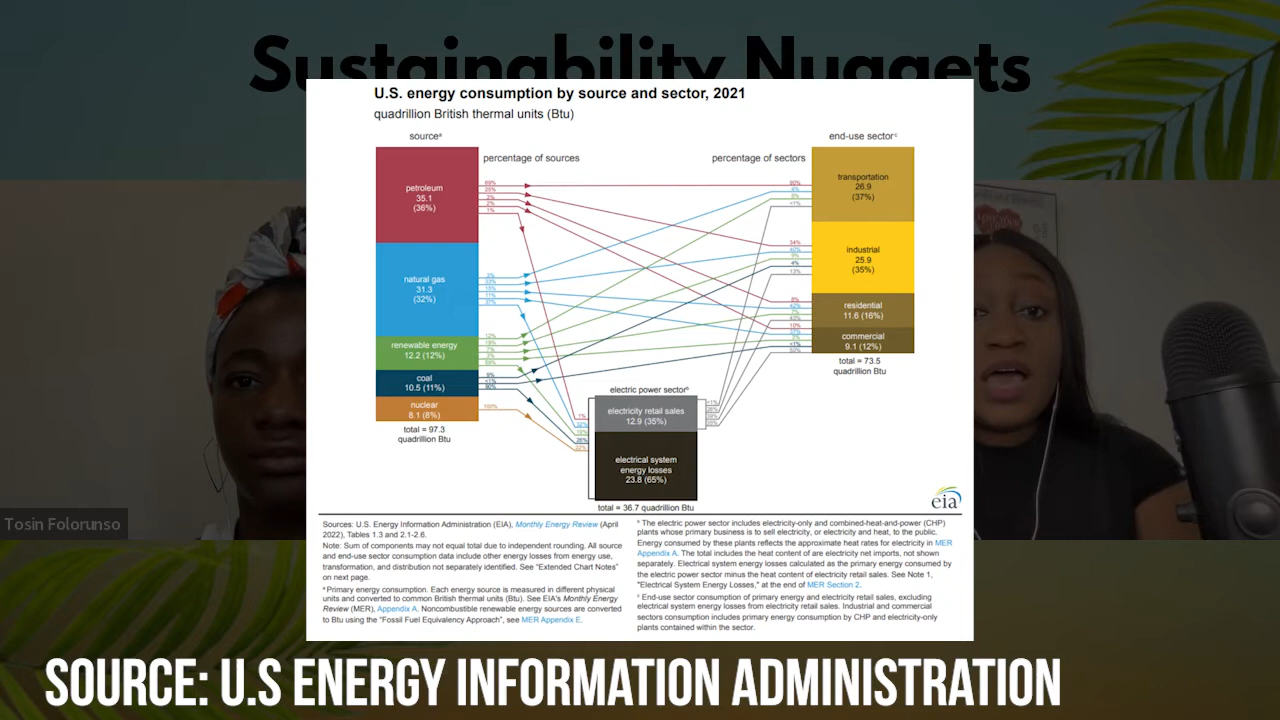 Sustainability Nuggets
U.S. energy consumption by source and sector, 2021
quadrillion British thermal units (Btu)
sourceᵃ
end-use sectorᶜ
percentage of sources
percentage of sectors
petroleum
35.1
(36%)
natural gas
31.3
(32%)
renewable energy
12.2 (12%)
coal
10.5 (11%)
nuclear
8.1 (8%)
total = 97.3
quadrillion Btu
transportation
26.9
(37%)
industrial
25.9
(35%)
residential
11.6 (16%)
commercial
9.1 (12%)
total = 73.5
quadrillion Btu
electric power sectorᵇ
electricity retail sales
12.9 (35%)
electrical system
energy losses
23.8 (65%)
total = 36.7 quadrillion Btu
eia
Sources: U.S. Energy Information Administration (EIA), Monthly Energy Review (April
2022), Tables 1.3 and 2.1-2.6.
Note: Sum of components may not equal total due to independent rounding. All source
and end-use sector consumption data include other energy losses from energy use,
transformation, and distribution not separately identified. See "Extended Chart Notes"
on next page.
ᵃ Primary energy consumption. Each energy source is measured in different physical
units and converted to common British thermal units (Btu). See EIA's Monthly Energy
Review (MER), Appendix A. Noncombustible renewable energy sources are converted
to Btu using the "Fossil Fuel Equivalency Approach", see MER Appendix E.
ᵇ The electric power sector includes electricity-only and combined-heat-and-power (CHP)
plants whose primary business is to sell electricity, or electricity and heat, to the public.
Energy consumed by these plants reflects the approximate heat rates for electricity in MER
Appendix A. The total includes the heat content of are electricity net imports, not shown
separately. Electrical system energy losses calculated as the primary energy consumed by
the electric power sector minus the heat content of electricity retail sales. See Note 1,
"Electrical System Energy Losses," at the end of MER Section 2.
ᶜ End-use sector consumption of primary energy and electricity retail sales, excluding
electrical system energy losses from electricity retail sales. Industrial and commercial
sectors consumption includes primary energy consumption by CHP and electricity-only
plants contained within the sector.
Tosin Folorunso
SOURCE: U.S ENERGY INFORMATION ADMINISTRATION